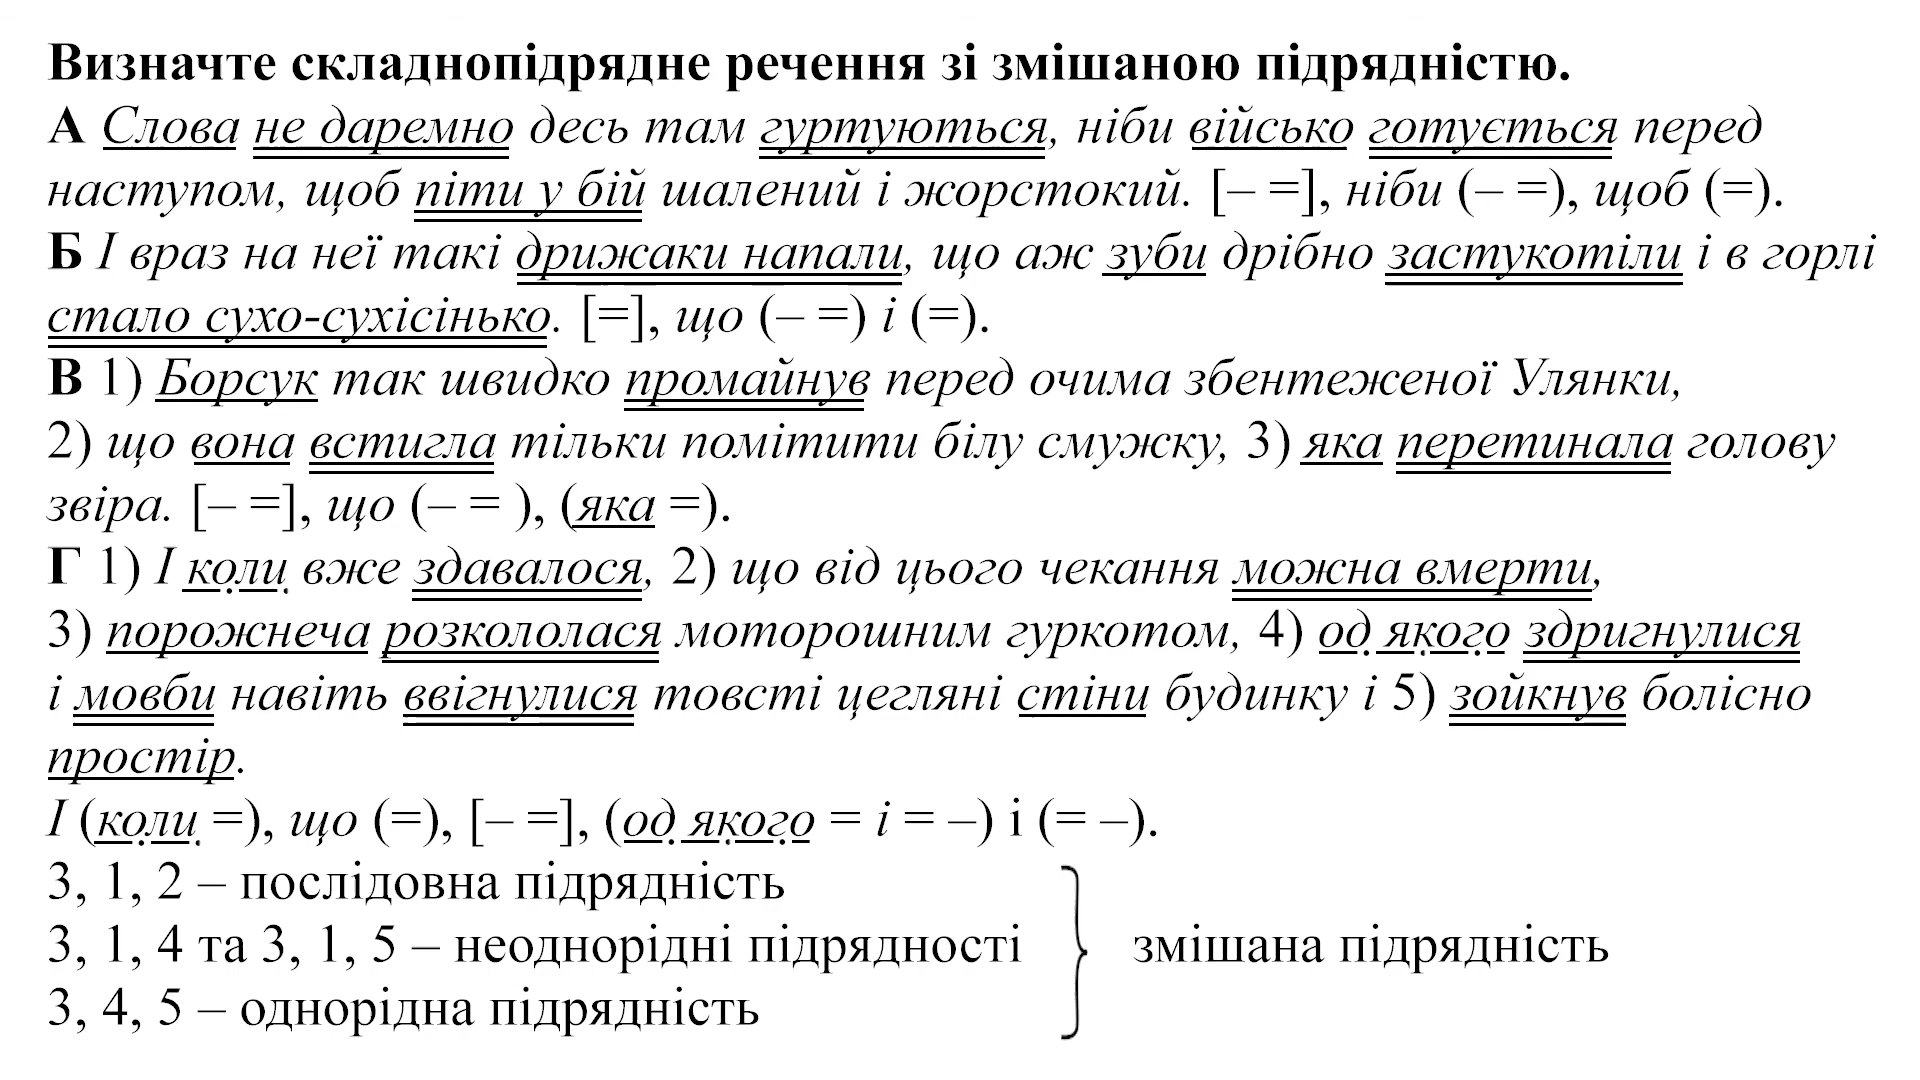 Визначте складнопідрядне речення зі змішаною підрядністю.
А Слова не даремно десь там гуртуються, ніби військо готується перед
наступом, щоб піти у бій шалений і жорстокий. [– =], ніби (– =), щоб (=).
Б І враз на неї такі дрижаки напали, що аж зуби дрібно застукотіли і в горлі
стало сухо-сухісінько. [=], що (– =) і (=).
В 1) Борсук так швидко промайнув перед очима збентеженої Улянки,
2) що вона встигла тільки помітити білу смужку, 3) яка перетинала голову
звіра. [– =], що (– = ), (яка =).
Г 1) І коли вже здавалося, 2) що від цього чекання можна вмерти,
3) порожнеча розкололася моторошним гуркотом, 4) од якого здригнулися
і мовби навіть ввігнулися товсті цегляні стіни будинку і 5) зойкнув болісно
простір.
І (коли =), що (=), [– =], (од якого = і = –) і (= –).
3, 1, 2 – послідовна підрядність
3, 1, 4 та 3, 1, 5 – неоднорідні підрядності змішана підрядність
3, 4, 5 – однорідна підрядність